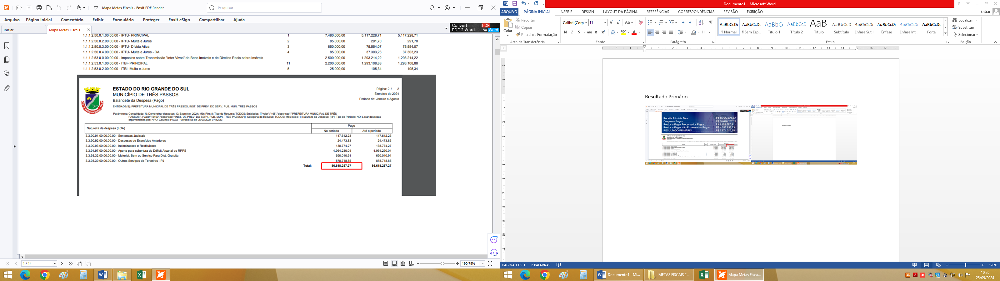 Mapa Metas Fiscais - Foxit PDF Reader
Pesquisar
Arquivo Página Inicial Comentário Exibir Formulário Proteger Foxit eSign Compartilhar Ajuda
Iniciar
Mapa Metas Fiscais
Convert PDF
PDF 2 Word Word
1.1.1.2.50.0.1.00.00.00 - IPTU- PRINCIPAL 1 7.480.000,00 5.117.228,71 5.117.228,71
1.1.1.2.50.0.2.00.00.00 - IPTU- Multa e Juros 2 85.000,00 291,70 291,70
1.1.1.2.50.0.3.00.00.00 - IPTU- Dívida Ativa 3 850.000,00 75.554,07 75.554,07
1.1.1.2.50.0.4.00.00.00 - IPTU- Multa e Juros - DA 4 85.000,00 37.303,23 37.303,23
1.1.1.2.53.0.0.00.00.00 - Impostos sobre Transmissão "Inter Vivos" de Bens Imóveis e de Direitos Reais sobre Imóveis 2.500.000,00 1.293.214,22 1.293.214,22
1.1.1.2.53.0.1.00.00.00 - ITBI- PRINCIPAL 11 2.200.000,00 1.293.108,88 1.293.108,88
1.1.1.2.53.0.2.00.00.00 - ITBI- Multa e Juros 5 25.000,00 105,34 105,34
ESTADO DO RIO GRANDE DO SUL
MUNICÍPIO DE TRÊS PASSOS
Balancete da Despesa (Pago)
ENTIDADE(S): PREFEITURA MUNICIPAL DE TRÊS PASSOS, INST. DE PREV. DO SERV. PUB. MUN. TRES PASSOS
Página: 2 / 2
Exercício de 2024
Período de: Janeiro a Agosto
TRÊS PASSOS
Parâmetros: Consolidado: N; Demonstrar despesas: O; Exercício: 2024; Mês Fim: 8; Tipo do Recurso: TODOS; Entidades: [{"valor":"168","descricao":"PREFEITURA MUNICIPAL DE TRÊS
PASSOS"},{"valor":"2409","descricao":"INST. DE PREV. DO SERV. PUB. MUN. TRES PASSOS"}]; Categoria do Recurso: TODOS; Mês Início: 1; Natureza da Despesa: ["3"]; Tipo de Período: NO; Listar despesas
orçamentárias por: NPO; Colunas: PAGO - Versão: 58 de 05/09/2024 07:42:23
Natureza da despesa (LOA) Pago
No período Até o período
3.3.90.91.00.00.00.00 - Sentencas Judiciais 147.612,23 147.612,23
3.3.90.92.00.00.00.00 - Despesas de Exercícios Anteriores 24.473,83 24.473,83
3.3.90.93.00.00.00.00 - Indenizacoes e Restituicoes 138.774,27 138.774,27
3.3.91.97.00.00.00.00 - Aporte para cobertura do Déficit Atuarial do RPPS 4.964.230,04 4.964.230,04
3.3.93.32.00.00.00.00 - Material, Bem ou Serviço Para Dist. Gratuita 690.010,91 690.010,91
3.3.93.39.00.00.00.00 - Outros Serviços de Terceiros - PJ 878.718,85 878.718,85
Total: 86.618.257,27 86.618.257,27
1 / 14
190,79%
Documento1 - Microsoft Word
ARQUIVO PÁGINA INICIAL INSERIR DESIGN LAYOUT DA PÁGINA REFERÊNCIAS CORRESPONDÊNCIAS REVISÃO EXIBIÇÃO Entrar
Colar
Recortar
Copiar
Pincel de Formatação
Área de Transferência
Calibri (Corp 11
N I S abc x₂ x²
Fonte
Parágrafo
AaBbCcDc AaBbCcDc AaBbCc AaBbCcD AaBl AaBbCcD AaBbCcDc AaBbCcDc AaBbCcDc AaBbCcDc
¶ Normal ¶ Sem Esp... Título 1 Título 2 Título Subtítulo Ênfase Sutil Ênfase Ênfase Int... Forte
Estilo
Localizar
Substituir
Selecionar
Edição
Resultado Primário
Receita Primária Total R$ 99.334.809,86
Despesas Pagas R$ 88.618.257,27
Restos a Pagar Processados Pagos R$ 3.102.697,91
Restos a Pagar Não Processados Pagos R$ 4.742.838,73
RESULTADO PRIMÁRIO R$ 2.871.015,95
PÁGINA 1 DE 1 2 PALAVRAS
120%
Documento1 - Mi...
METAS FISCAIS 2...
Mapa Metas Fisca...
10:26
25/09/2024